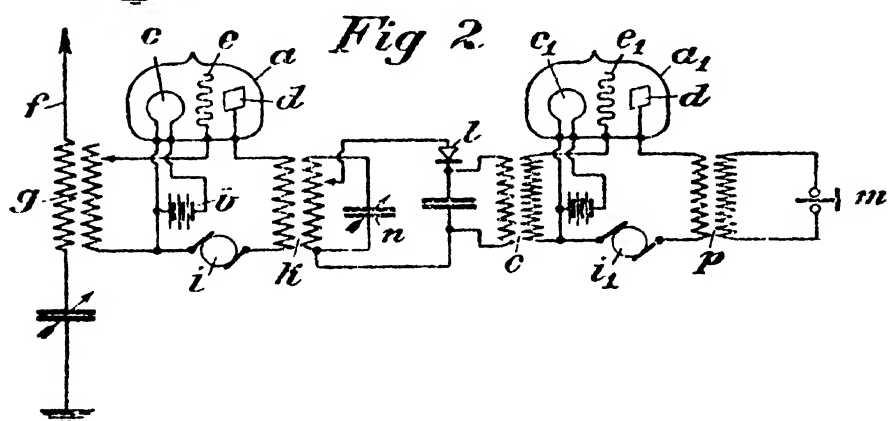 Fig 2
c e a
c₁ e₁ a₁
f d l d
g ü n m
i k c i₁ p